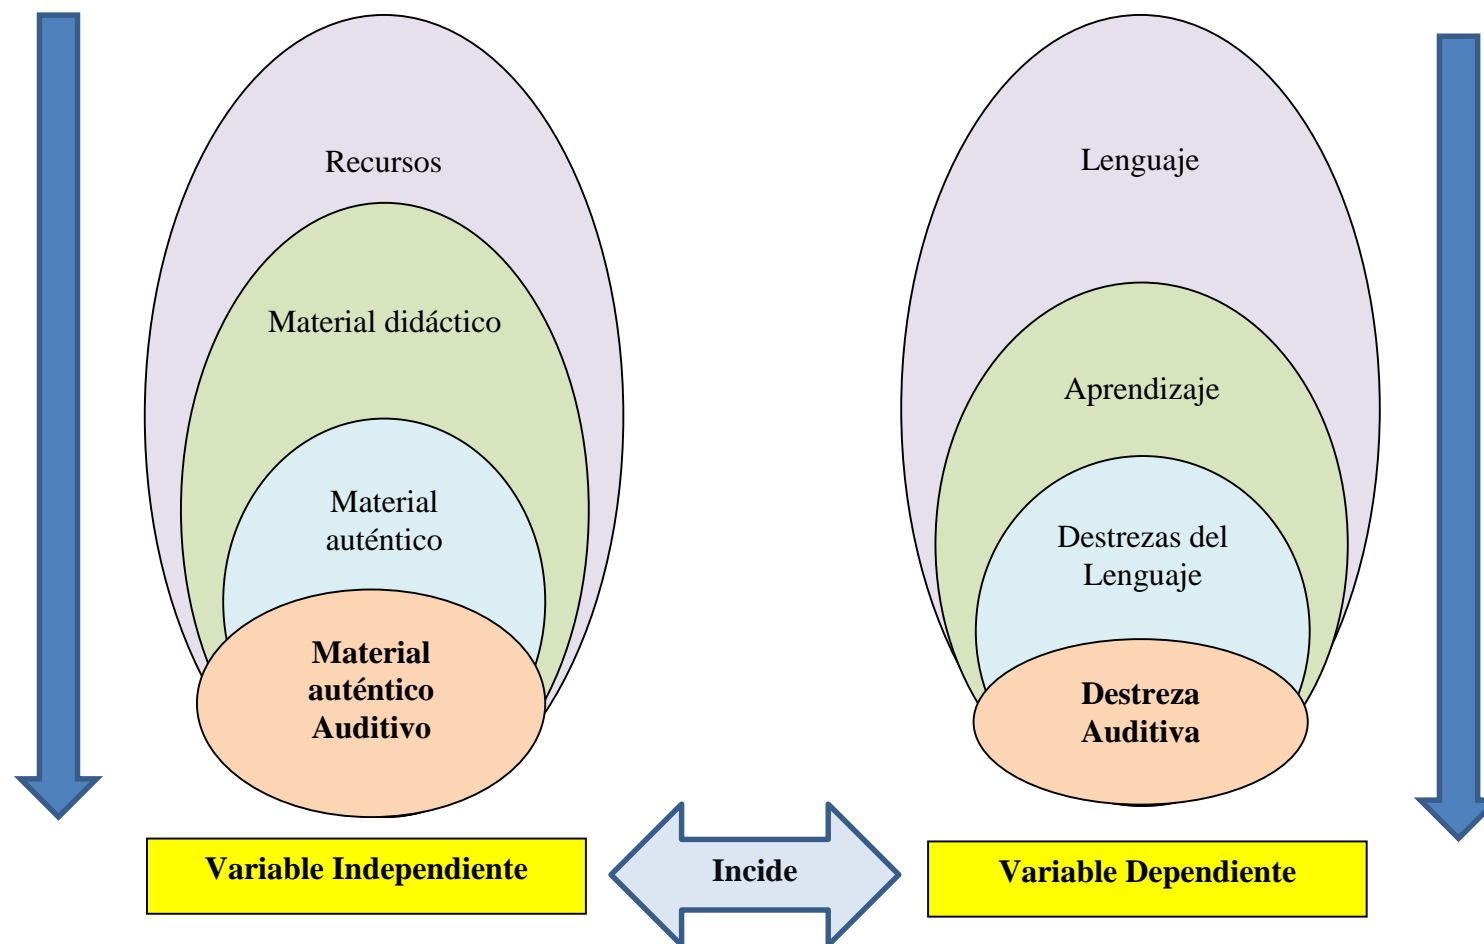 Recursos
Material didáctico
Material
auténtico
Material
auténtico
Auditivo
Variable Independiente
Incide
Lenguaje
Aprendizaje
Destrezas del
Lenguaje
Destreza
Auditiva
Variable Dependiente